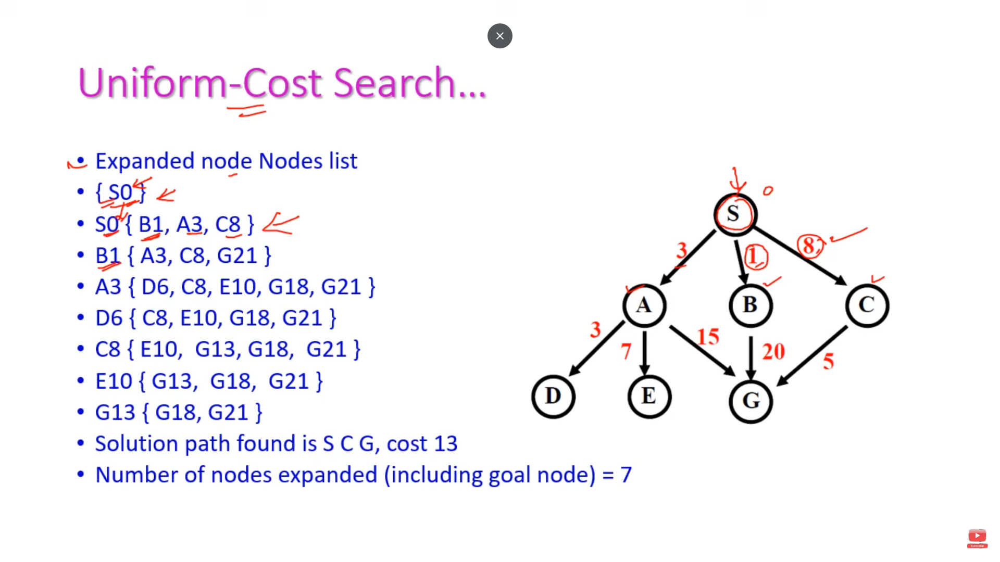 Uniform-Cost Search...
• Expanded node Nodes list
• { S0 }
• S0 { B1, A3, C8 }
• B1 { A3, C8, G21 }
• A3 { D6, C8, E10, G18, G21 }
• D6 { C8, E10, G18, G21 }
• C8 { E10, G13, G18, G21 }
• E10 { G13, G18, G21 }
• G13 { G18, G21 }
• Solution path found is S C G, cost 13
• Number of nodes expanded (including goal node) = 7
0
S
3 1 8
A B C
3 7 15 20 5
D E G
Subscribe